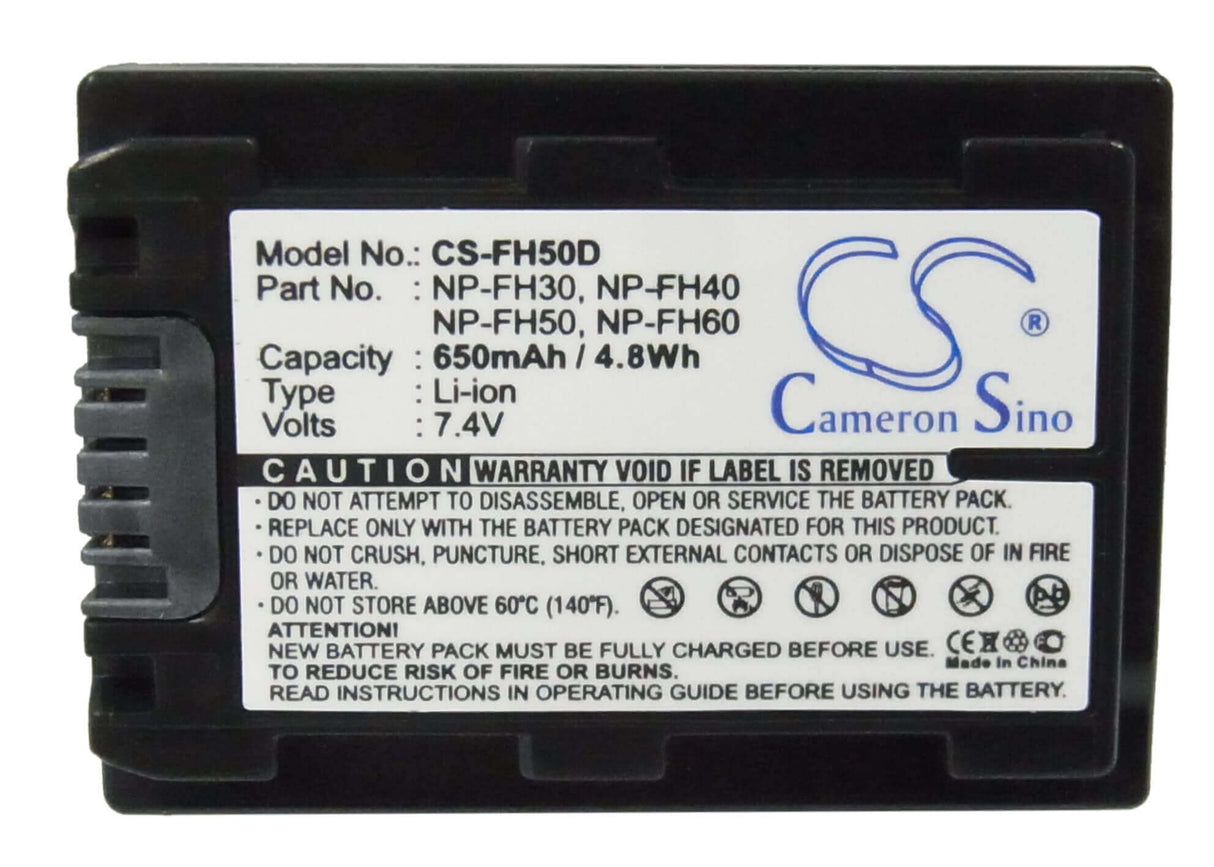 Model No.: CS-FH50D
Part No. : NP-FH30, NP-FH40
NP-FH50, NP-FH60
Capacity : 650mAh / 4.8Wh
Type : Li-ion
Volts : 7.4V
CS ®
Cameron Sino
CAUTION WARRANTY VOID IF LABEL IS REMOVED
· DO NOT ATTEMPT TO DISASSEMBLE, OPEN OR SERVICE THE BATTERY PACK.
· REPLACE ONLY WITH THE BATTERY PACK DESIGNATED FOR THIS PRODUCT.
· DO NOT CRUSH, PUNCTURE, SHORT EXTERNAL CONTACTS OR DISPOSE OF IN FIRE
OR WATER.
· DO NOT STORE ABOVE 60°C (140°F).
Pb
ATTENTION!
NEW BATTERY PACK MUST BE FULLY CHARGED BEFORE USE.
CE
Made in China
TO REDUCE RISK OF FIRE OR BURNS.
READ INSTRUCTIONS IN OPERATING GUIDE BEFORE USING THE BATTERY.